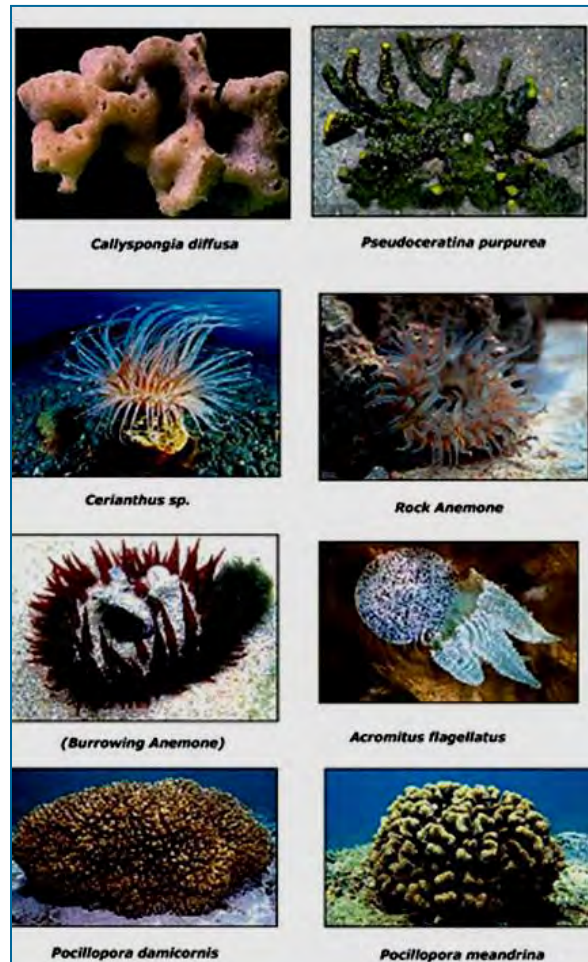 Callyspongia diffusa
Pseudoceratina purpurea
Cerianthus sp.
Rock Anemone
(Burrowing Anemone)
Acromitus flagellatus
Pocillopora damicornis
Pocillopora meandrina